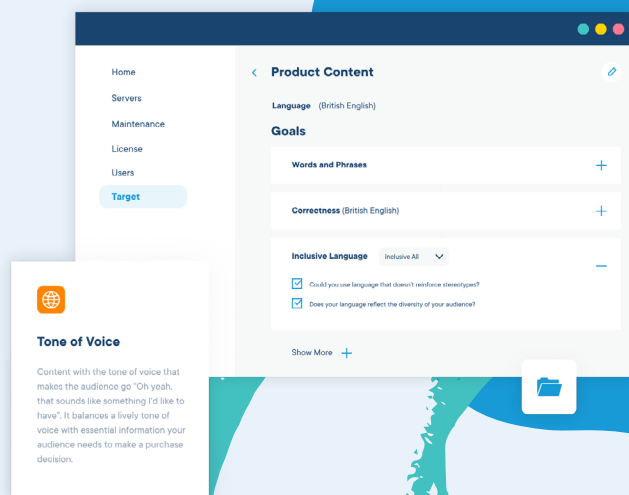 Home
Servers
Maintenance
License
Users
Target
Product Content
Language (British English)
Goals
Words and Phrases
Correctness (British English)
Inclusive Language Inclusive All
Could you use language that doesn't reinforce stereotypes?
Does your language reflect the diversity of your audience?
Show More
Tone of Voice
Content with the tone of voice that
makes the audience go "Oh yeah,
that sounds like something I'd like to
have". It balances a lively tone of
voice with essential information your
audience needs to make a purchase
decision.